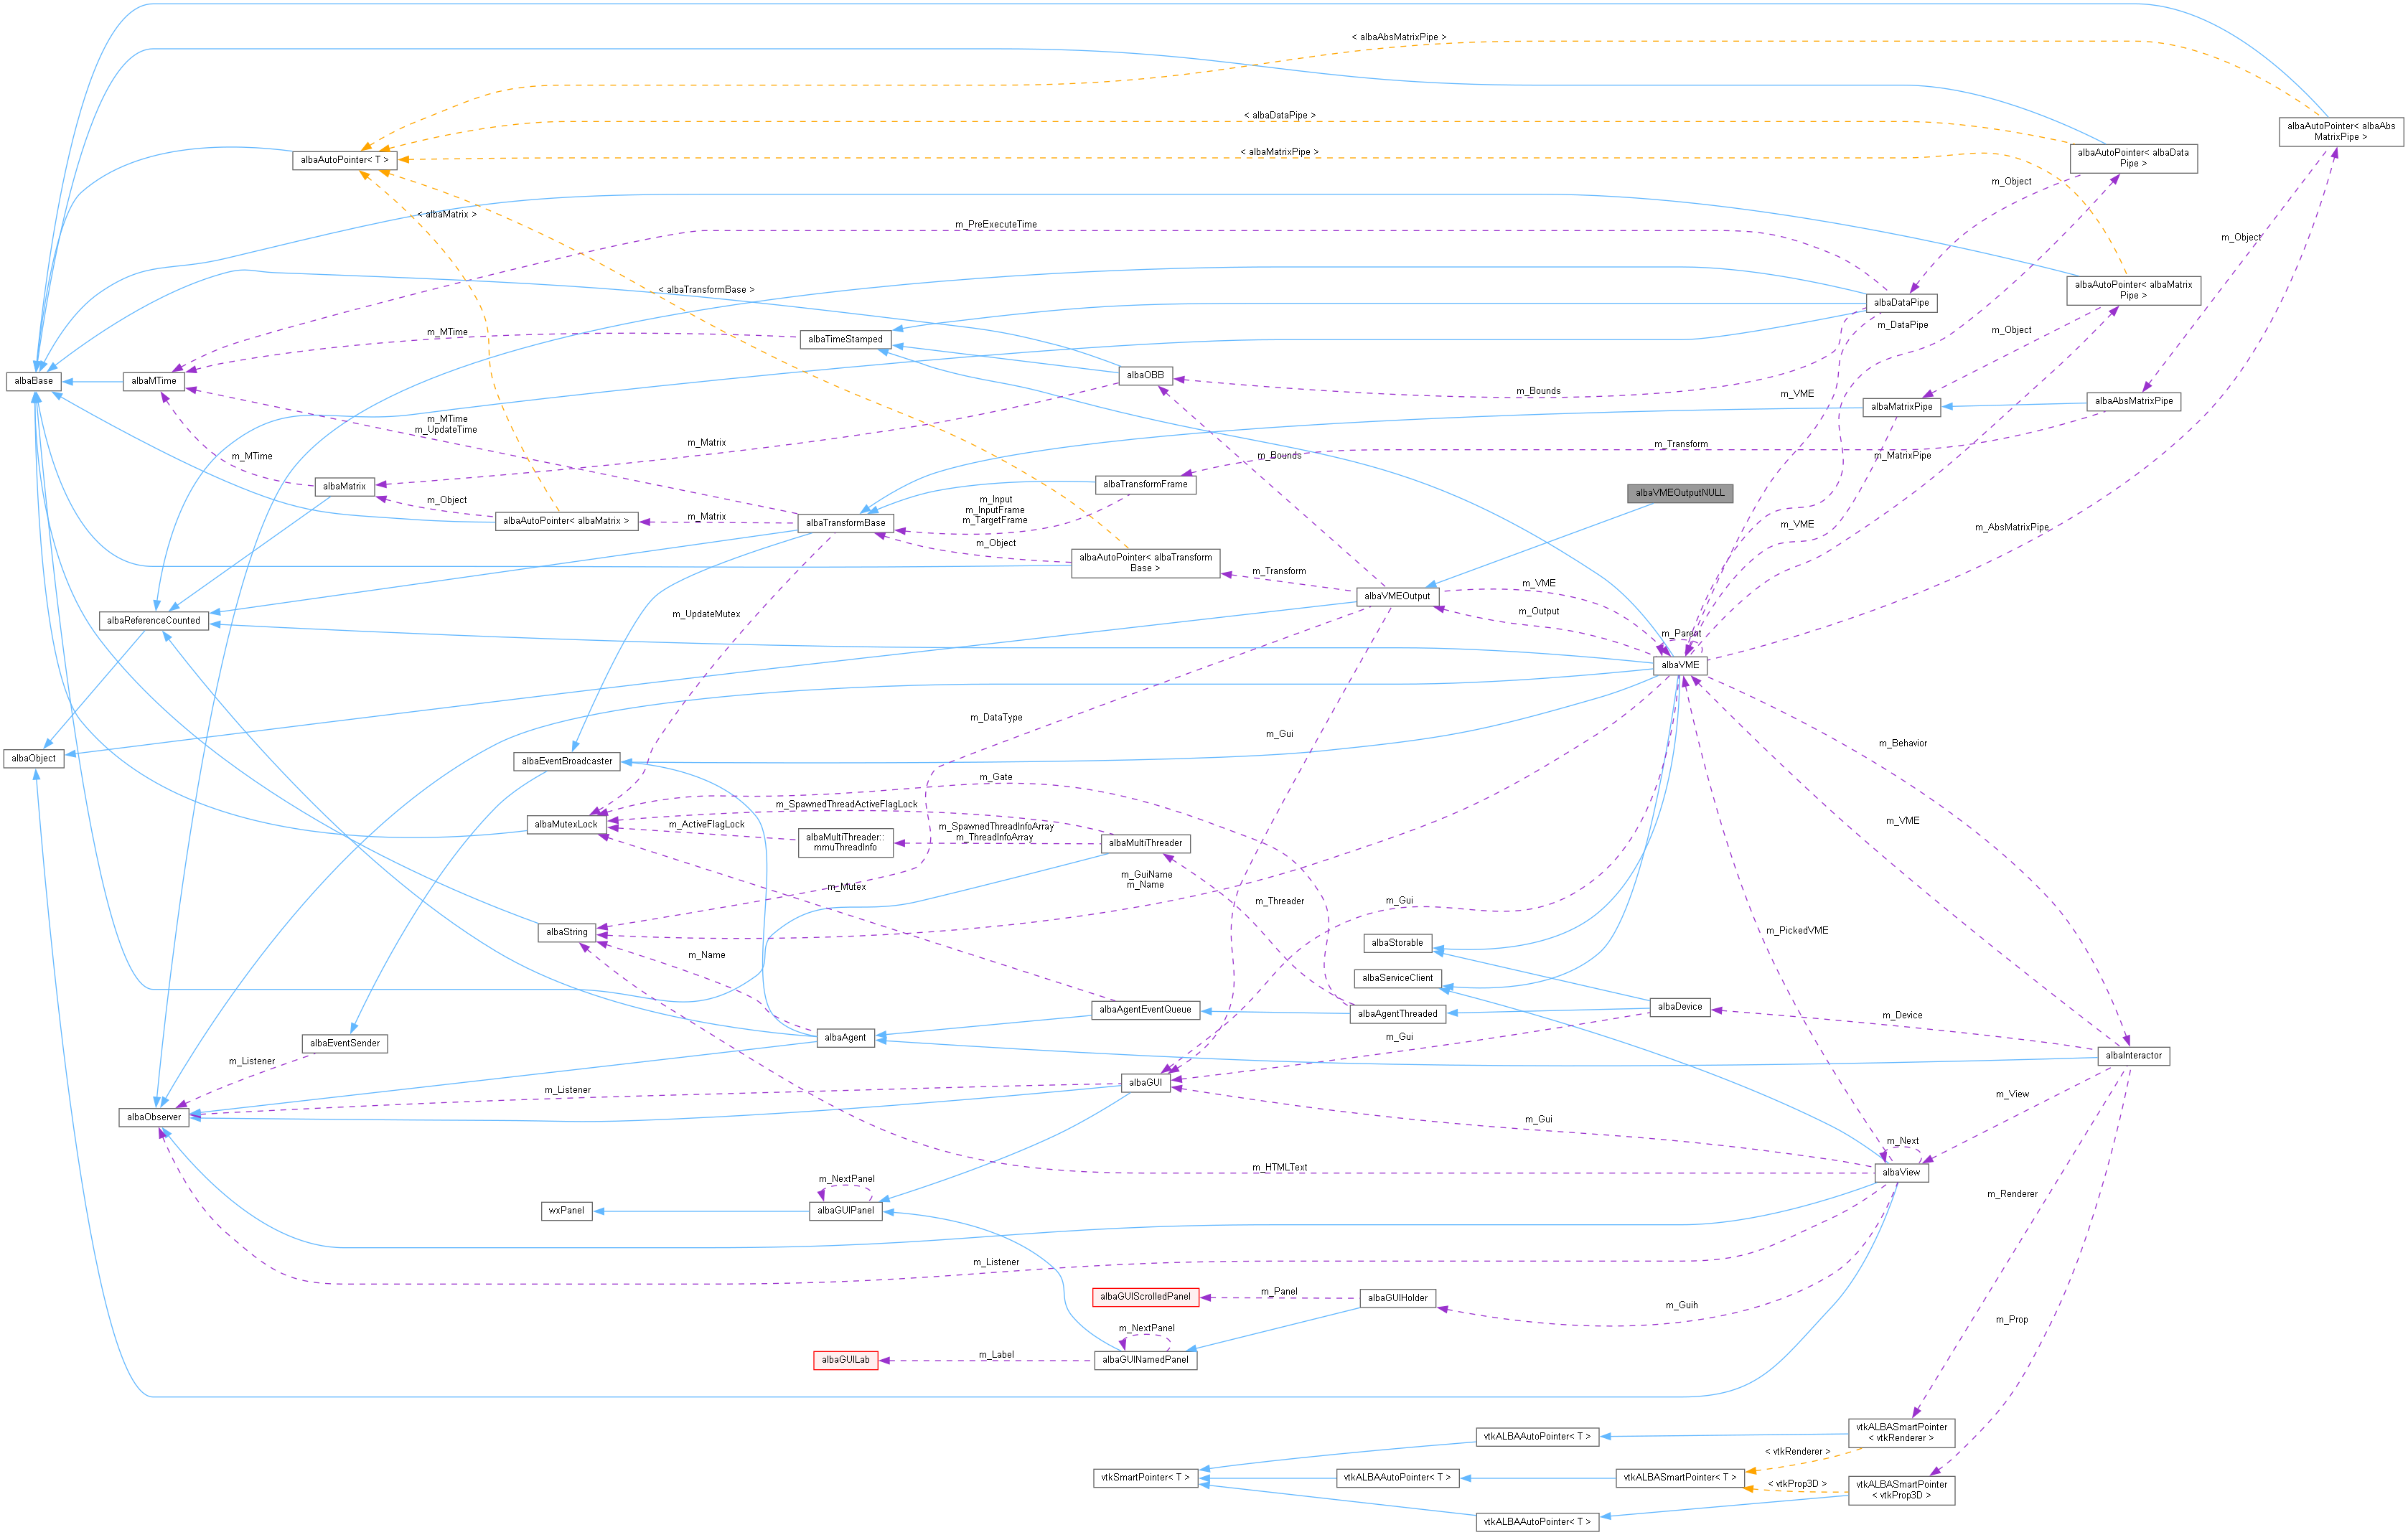 < albaAbsMatrixPipe >
< albaDataPipe >
albaAutoPointer< albaAbs
MatrixPipe >
< albaMatrixPipe >
albaAutoPointer< T >
albaAutoPointer< albaData
Pipe >
m_Object
< albaMatrix >
m_PreExecuteTime
m_Object
< albaTransformBase >
albaAutoPointer< albaMatrix
Pipe >
albaDataPipe
m_DataPipe
m_Object
m_MTime
albaTimeStamped
albaBase
albaMTime
albaOBB
m_Bounds
m_VME
albaMatrixPipe
albaAbsMatrixPipe
m_MTime
m_UpdateTime
m_Matrix
m_Transform
m_MTime
m_Bounds
m_MatrixPipe
albaMatrix
albaTransformFrame
albaVMEOutputNULL
m_Object
m_Input
m_InputFrame
m_TargetFrame
albaAutoPointer< albaMatrix >
m_Matrix
albaTransformBase
m_VME
m_AbsMatrixPipe
m_Object
albaAutoPointer< albaTransform
Base >
m_Transform
m_VME
albaVMEOutput
m_UpdateMutex
m_Output
albaReferenceCounted
m_Parent
albaVME
m_DataType
m_Gui
m_Behavior
albaObject
albaEventBroadcaster
m_Gate
m_SpawnedThreadActiveFlagLock
albaMutexLock
m_ActiveFlagLock
m_SpawnedThreadInfoArray
m_ThreadInfoArray
albaMultiThreader::
mmuThreadInfo
albaMultiThreader
m_VME
m_Mutex
m_GuiName
m_Name
m_Threader
m_Gui
albaString
m_PickedVME
albaStorable
m_Name
albaServiceClient
albaAgentEventQueue
albaAgentThreaded
albaDevice
m_Device
albaEventSender
albaAgent
m_Gui
albaInteractor
m_Listener
m_Listener
albaGUI
m_View
albaObserver
m_Gui
m_Next
m_HTMLText
albaView
m_NextPanel
m_Renderer
wxPanel
albaGUIPanel
m_Listener
m_Panel
albaGUIScrolledPanel
albaGUIHolder
m_Guih
m_Prop
m_NextPanel
m_Label
albaGUILab
albaGUINamedPanel
vtkALBAAutoPointer< T >
vtkALBASmartPointer
< vtkRenderer >
< vtkRenderer >
vtkSmartPointer< T >
vtkALBAAutoPointer< T >
vtkALBASmartPointer< T >
< vtkProp3D >
vtkALBASmartPointer
< vtkProp3D >
vtkALBAAutoPointer< T >